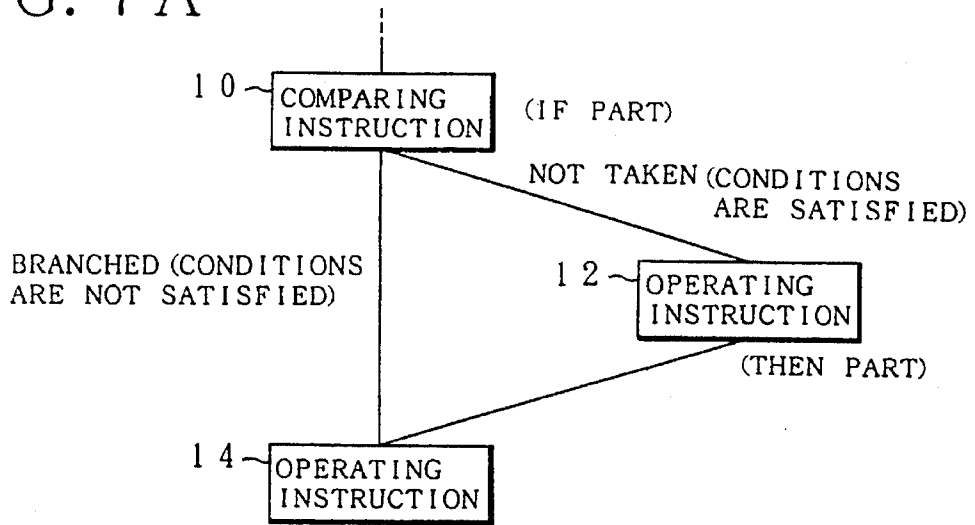 G. 7A
10
COMPARING
INSTRUCTION
(IF PART)
NOT TAKEN (CONDITIONS
ARE SATISFIED)
BRANCHED (CONDITIONS
ARE NOT SATISFIED)
12
OPERATING
INSTRUCTION
(THEN PART)
14
OPERATING
INSTRUCTION